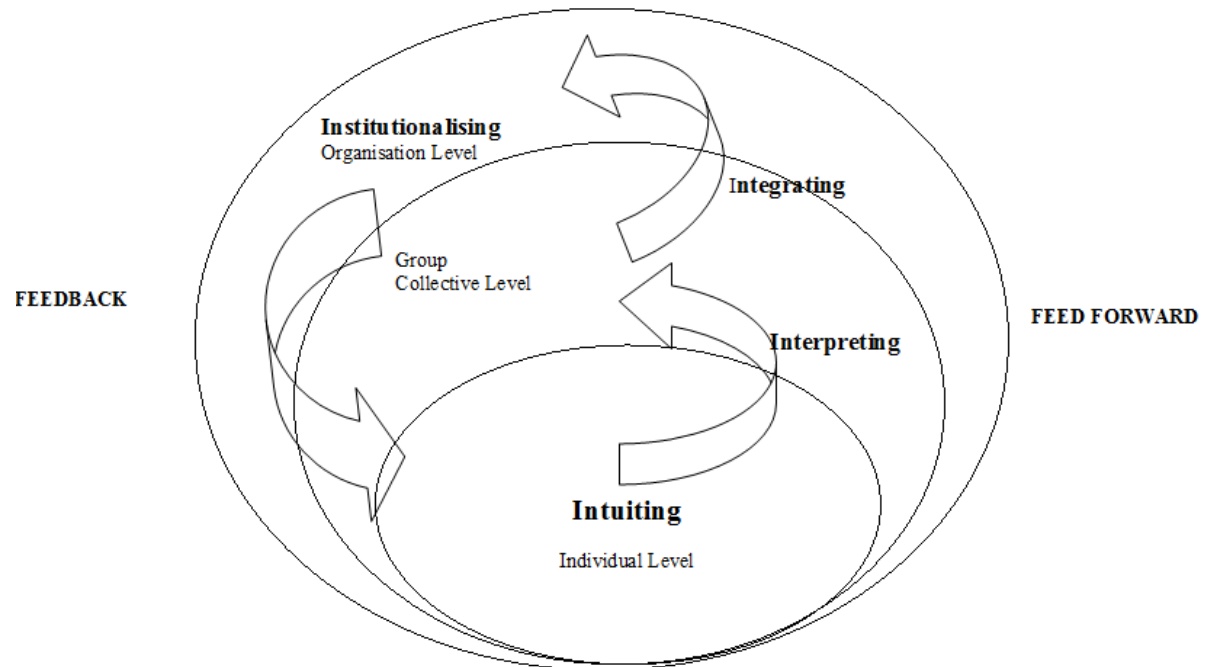 Institutionalising
Organisation Level
Integrating
Group
Collective Level
FEEDBACK
FEED FORWARD
Interpreting
Intuiting
Individual Level